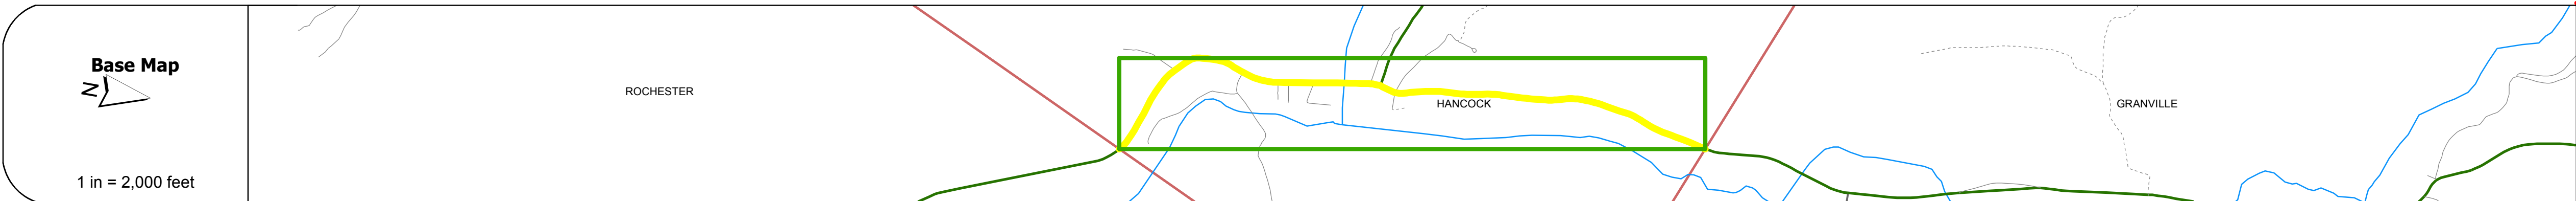 Base Map
N
1 in = 2,000 feet
ROCHESTER
HANCOCK
GRANVILLE